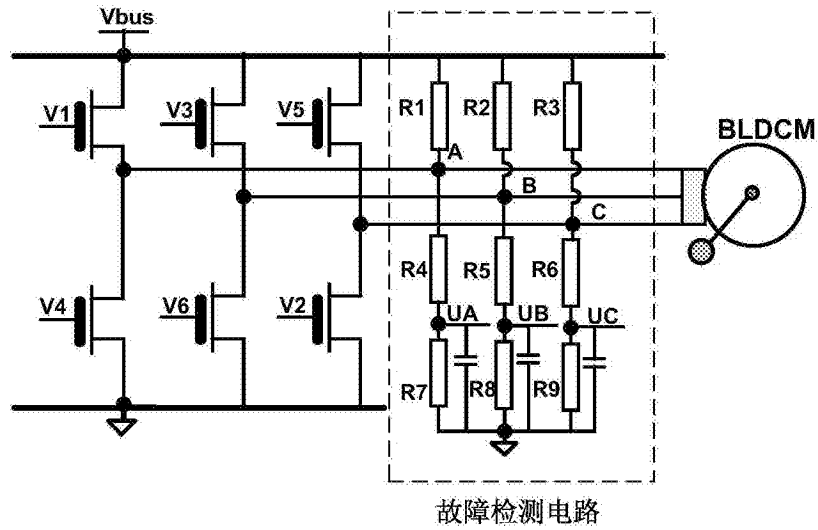 Vbus
V1
V3
V5
R1
R2
R3
BLDCM
A
B
C
V4
V6
V2
R4
R5
R6
UA
UB
UC
R7
R8
R9
故障检测电路